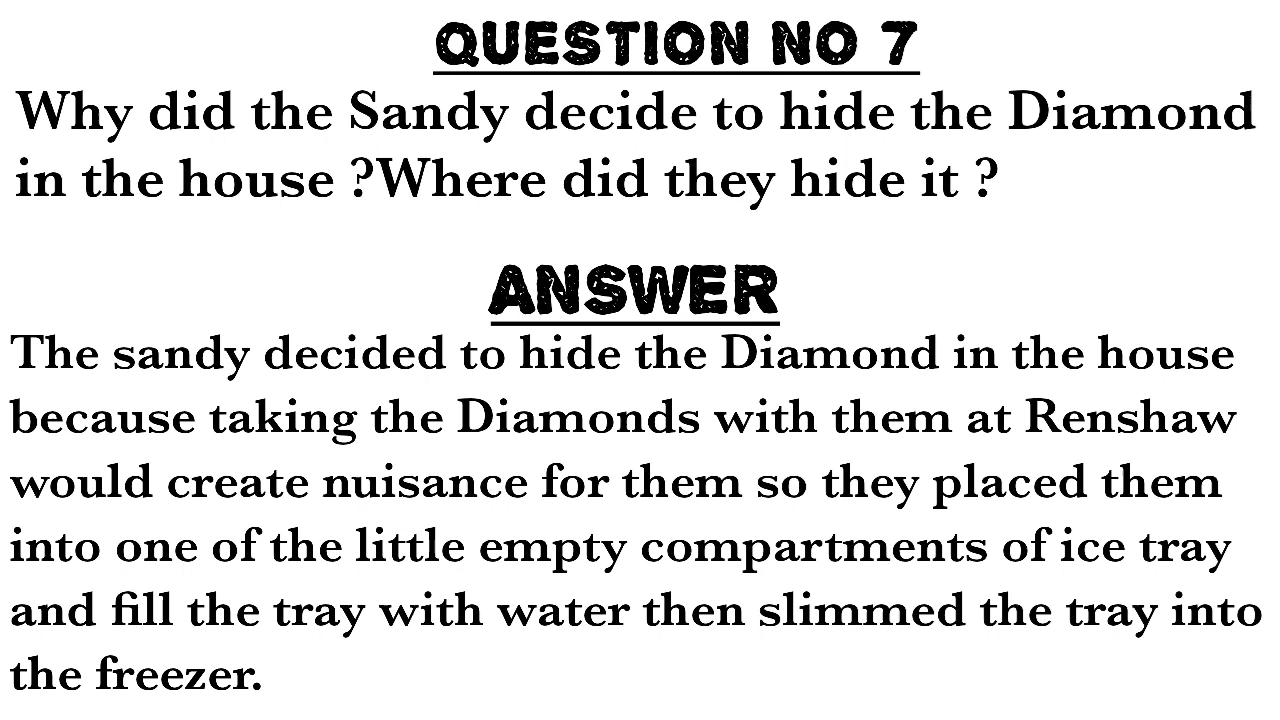 QUESTION NO 7
Why did the Sandy decide to hide the Diamond
in the house ?Where did they hide it ?
ANSWER
The sandy decided to hide the Diamond in the house
because taking the Diamonds with them at Renshaw
would create nuisance for them so they placed them
into one of the little empty compartments of ice tray
and fill the tray with water then slimmed the tray into
the freezer.